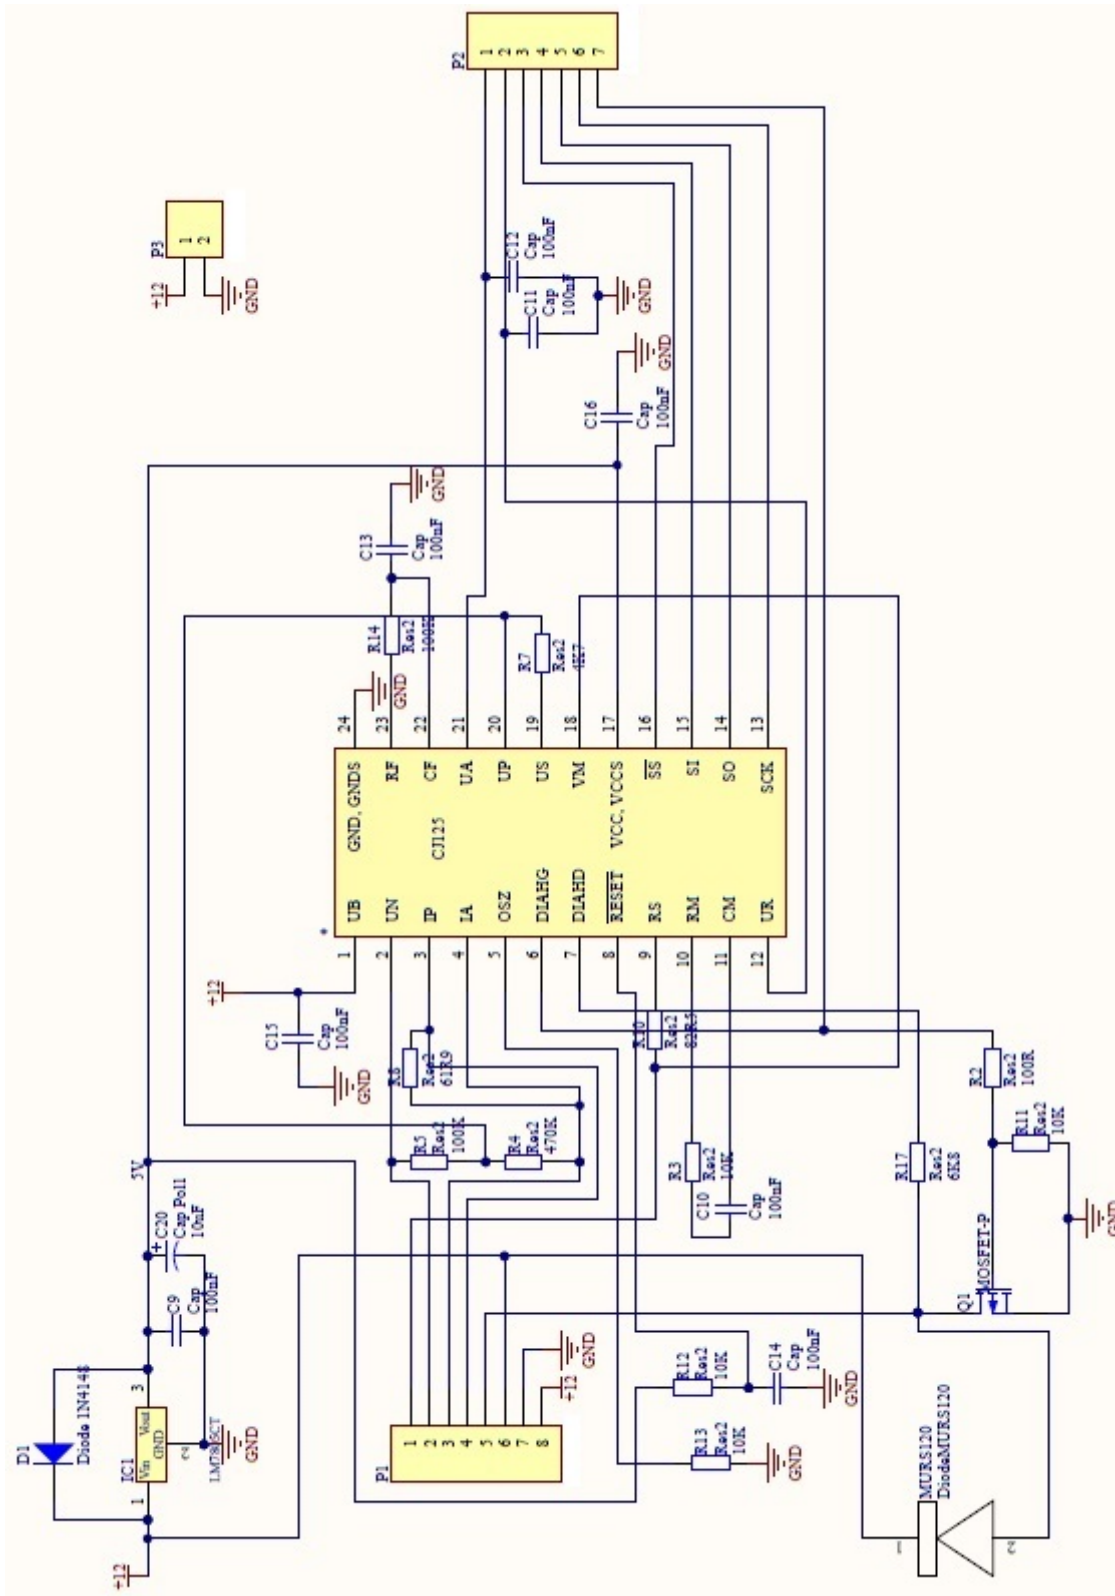 P2
1
2
3
4
5
6
7
P3
1
2
+12
GND
C12
Cap
100nF
C11
Cap
100nF
GND
C16
Cap
100nF
GND
C13
Cap
100nF
GND
R14
Res2
100K
GND
R7
Res2
4K7
24
23
22
21
20
19
18
17
16
15
14
13
GND, GNDS
RF
CF
UA
UP
US
VM
VCC, VCCS
SS
SI
SO
SCK
CJ125
UB
UN
IP
IA
OSZ
DIAHG
DIAHD
RESET
RS
RM
CM
UR
*
1
2
3
4
5
6
7
8
9
10
11
12
+12
C15
Cap
100nF
GND
R8
Res2
61R9
R10
Res2
82R5
R5
Res2
100K
R4
Res2
470K
R3
Res2
10K
C10
Cap
100nF
R2
Res2
100R
R11
Res2
10K
R17
Res2
6K8
GND
Q1
MOSFET-P
5V
C20
Cap Pol1
10nF
+
C9
Cap
100nF
D1
Diode 1N4148
IC1
Vin
Vout
GND
1
3
2
GND
+12
P1
1
2
3
4
5
6
7
8
GND
+12
R12
Res2
10K
C14
Cap
100nF
GND
R13
Res2
10K
GND
MURS120
DiodeMURS120
1
2